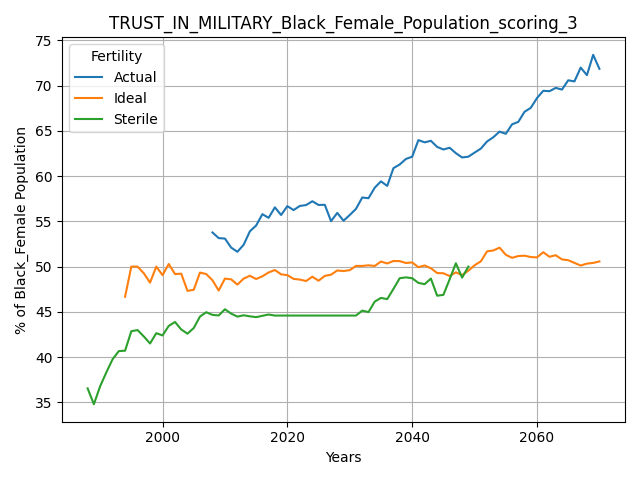 TRUST_IN_MILITARY_Black_Female_Population_scoring_3
75
70
65
60
55
50
45
40
35
% of Black_Female Population
Fertility
Actual
Ideal
Sterile
2000 2020 2040 2060
Years